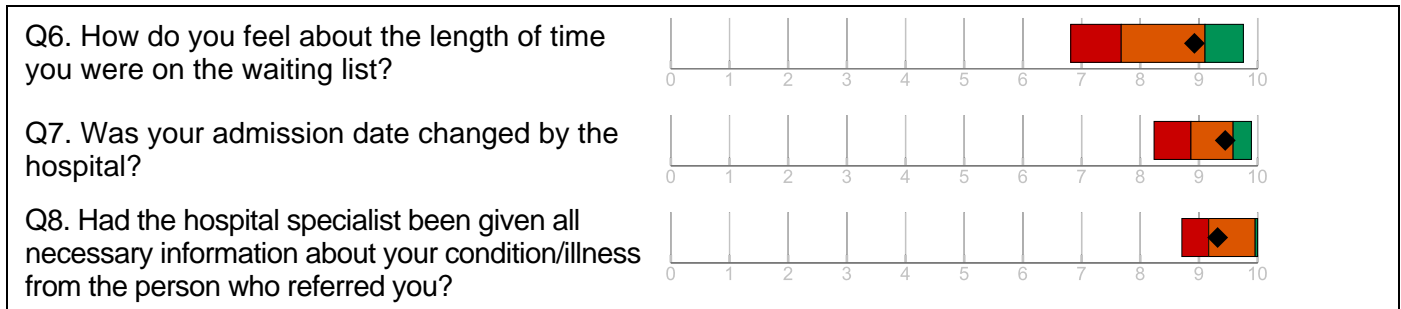 Q6. How do you feel about the length of time
you were on the waiting list?
0 1 2 3 4 5 6 7 8 9 10
Q7. Was your admission date changed by the
hospital?
0 1 2 3 4 5 6 7 8 9 10
Q8. Had the hospital specialist been given all
necessary information about your condition/illness
from the person who referred you?
0 1 2 3 4 5 6 7 8 9 10